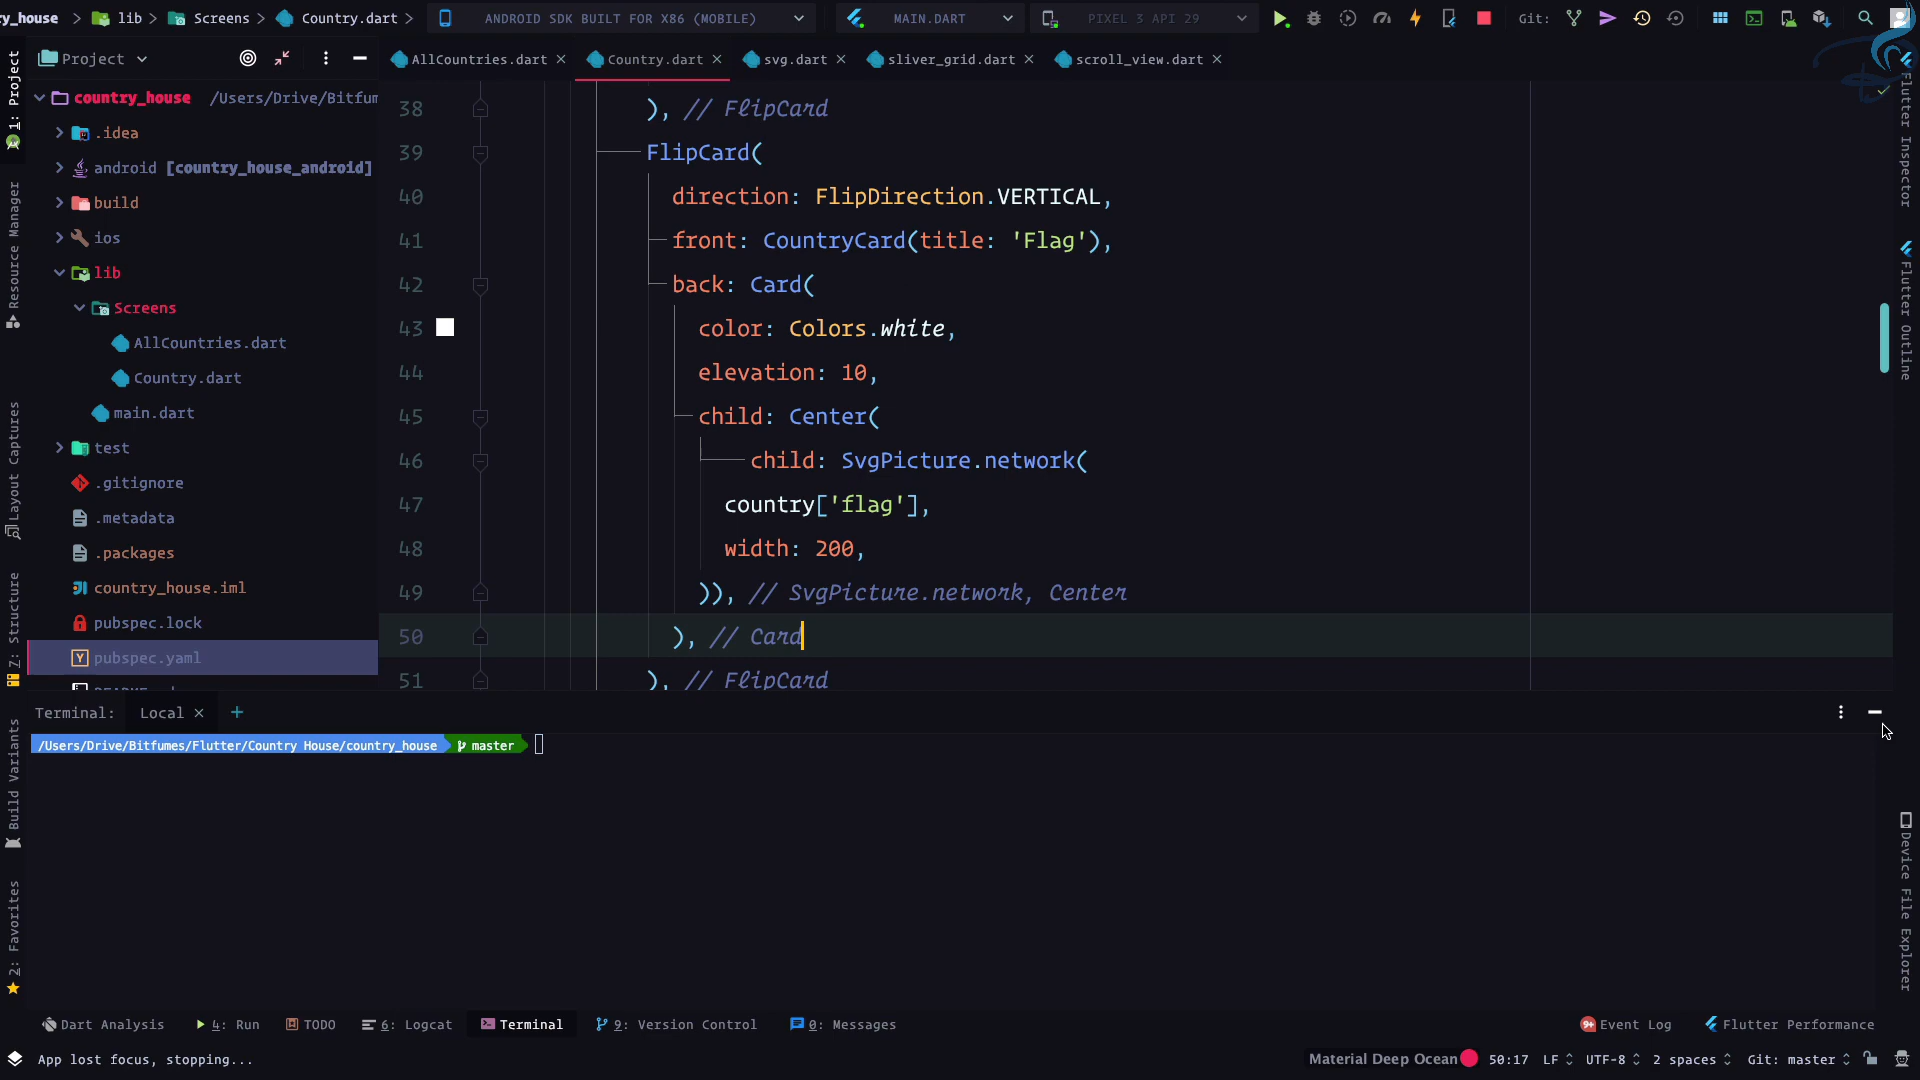 ry_house > lib > Screens > Country.dart >
ANDROID SDK BUILT FOR X86 (MOBILE)
MAIN.DART
PIXEL 3 API 29
Git:
Project
AllCountries.dart ×
Country.dart ×
svg.dart ×
sliver_grid.dart ×
scroll_view.dart ×
country_house /Users/Drive/Bitfum
.idea
android [country_house_android]
build
ios
lib
Screens
AllCountries.dart
Country.dart
main.dart
test
.gitignore
.metadata
.packages
country_house.iml
pubspec.lock
pubspec.yaml
38 ), // FlipCard
39 FlipCard(
40 direction: FlipDirection.VERTICAL,
41 front: CountryCard(title: 'Flag'),
42 back: Card(
43 color: Colors.white,
44 elevation: 10,
45 child: Center(
46 child: SvgPicture.network(
47 country['flag'],
48 width: 200,
49 )), // SvgPicture.network, Center
50 ), // Card
51 ), // FlipCard
1: Project
Resource Manager
Layout Captures
7: Structure
Build Variants
2: Favorites
Flutter Inspector
Flutter Outline
Device File Explorer
Terminal: Local × +
/Users/Drive/Bitfumes/Flutter/Country House/country_house master
Dart Analysis
4: Run
TODO
6: Logcat
Terminal
9: Version Control
0: Messages
9+ Event Log
Flutter Performance
App lost focus, stopping...
Material Deep Ocean
50:17 LF UTF-8 2 spaces Git: master